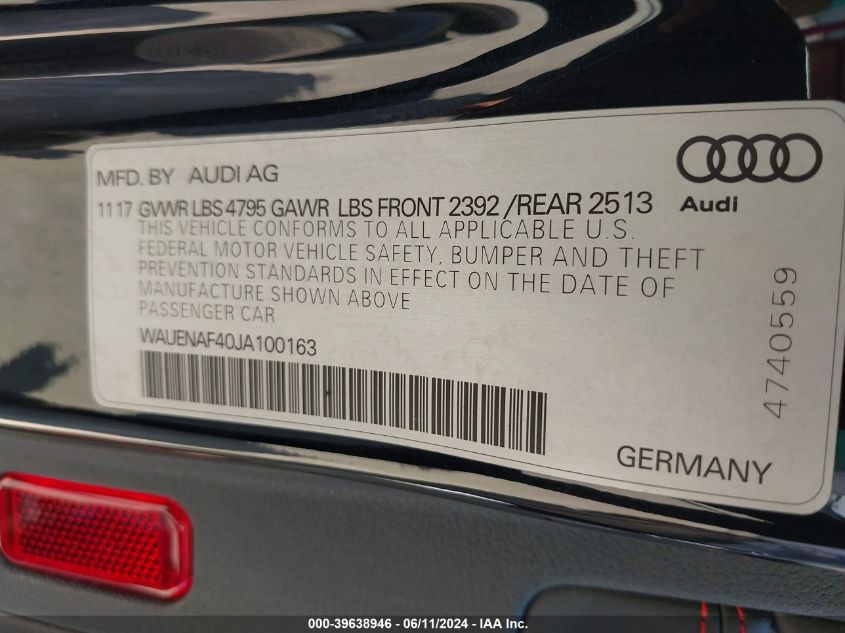 MFD. BY AUDI AG
11 17 GVWR LBS 4795 GAWR LBS FRONT 2392 /REAR 2513
Audi
THIS VEHICLE CONFORMS TO ALL APPLICABLE U.S.
FEDERAL MOTOR VEHICLE SAFETY, BUMPER AND THEFT
PREVENTION STANDARDS IN EFFECT ON THE DATE OF
MANUFACTURE SHOWN ABOVE
PASSENGER CAR
WAUENAF40JA100163
4740559
GERMANY
000-39638946 - 06/11/2024 - IAA Inc.